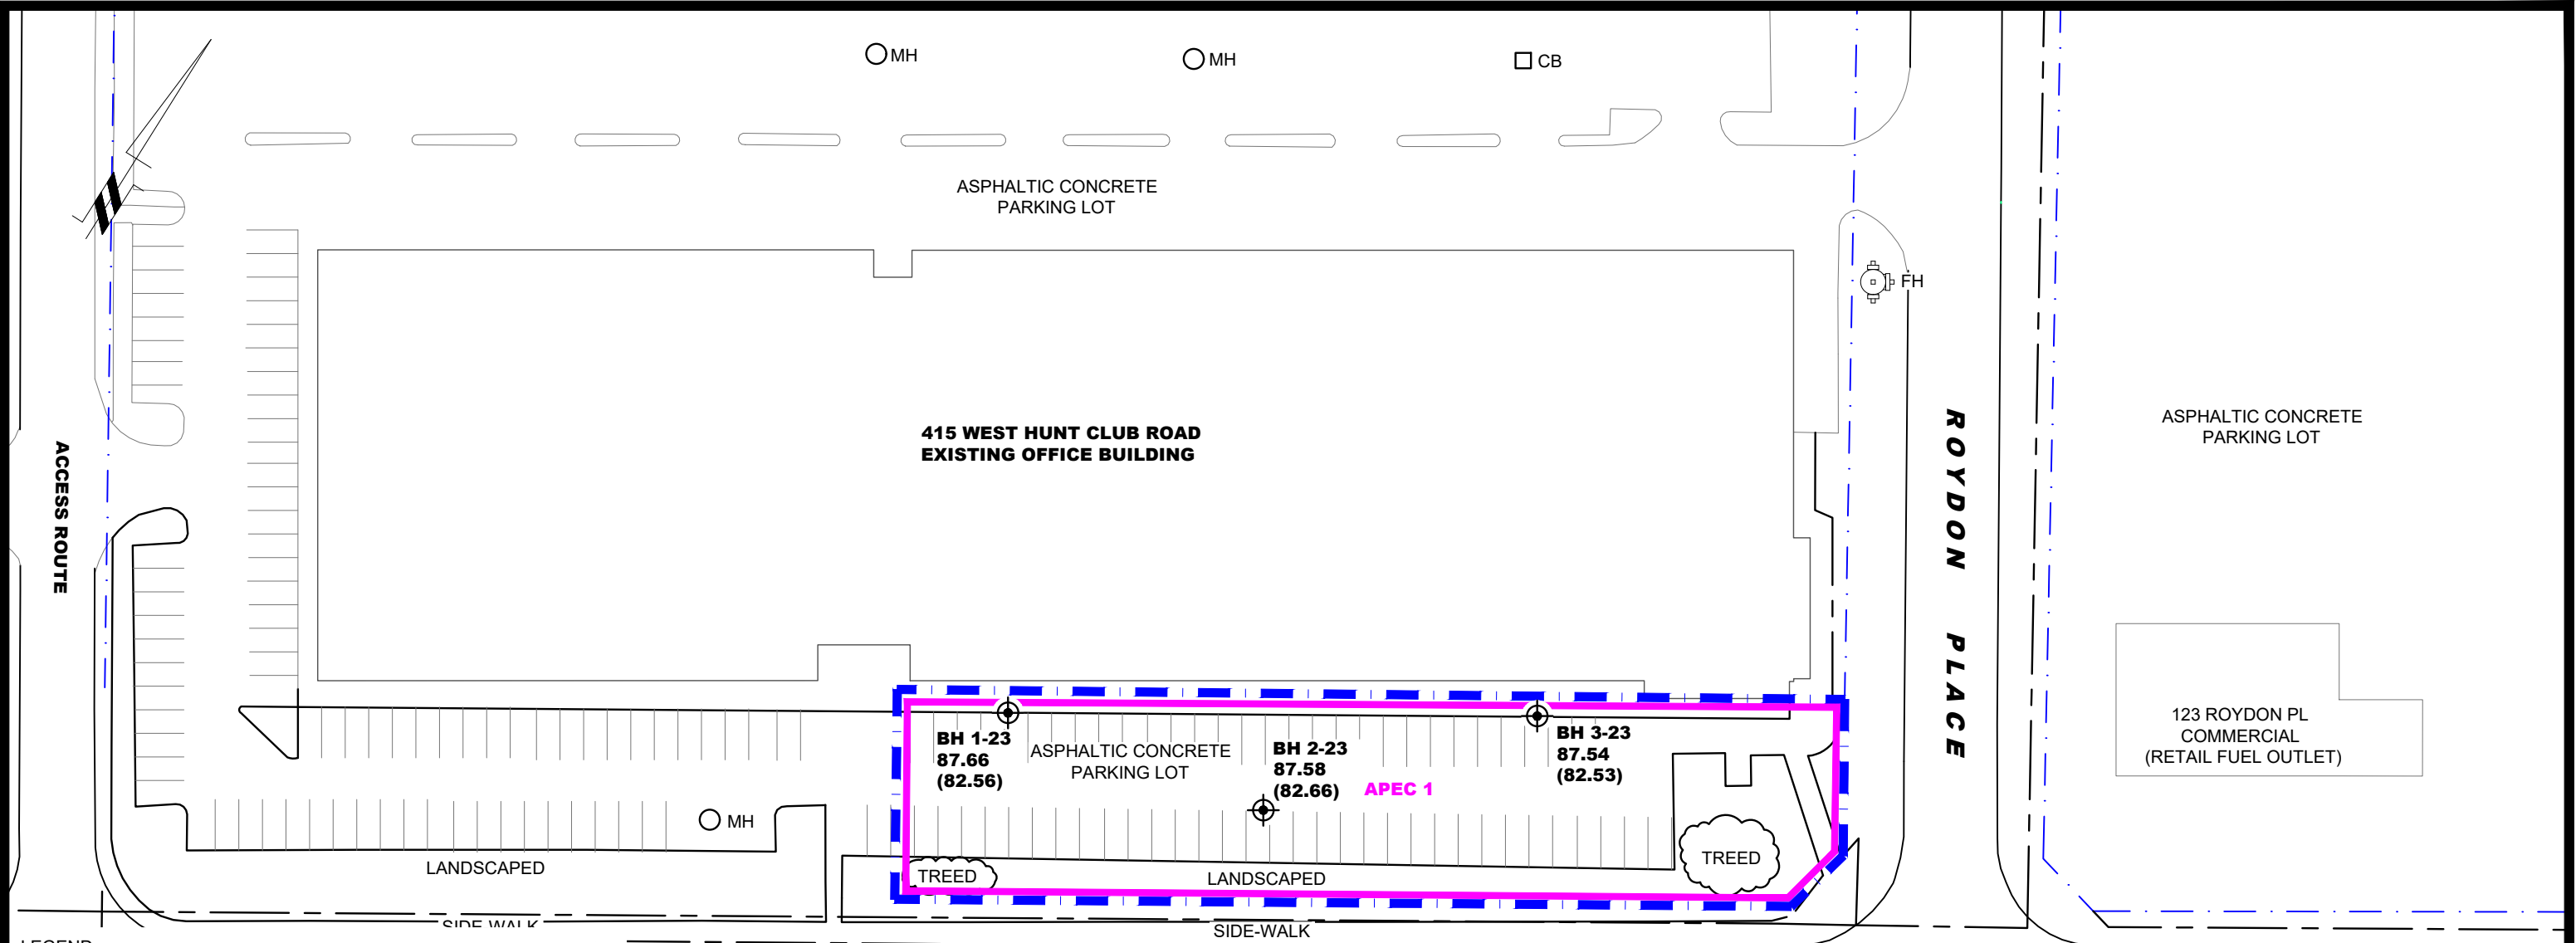 MH
MH
CB
ASPHALTIC CONCRETE
PARKING LOT
FH
415 WEST HUNT CLUB ROAD
EXISTING OFFICE BUILDING
ACCESS ROUTE
ROYDON PLACE
ASPHALTIC CONCRETE
PARKING LOT
BH 1-23
87.66
(82.56)
ASPHALTIC CONCRETE
PARKING LOT
BH 2-23
87.58
(82.66)
APEC 1
BH 3-23
87.54
(82.53)
123 ROYDON PL
COMMERCIAL
(RETAIL FUEL OUTLET)
MH
LANDSCAPED
TREED
LANDSCAPED
TREED
SIDE-WALK
SIDE-WALK
LEGEND